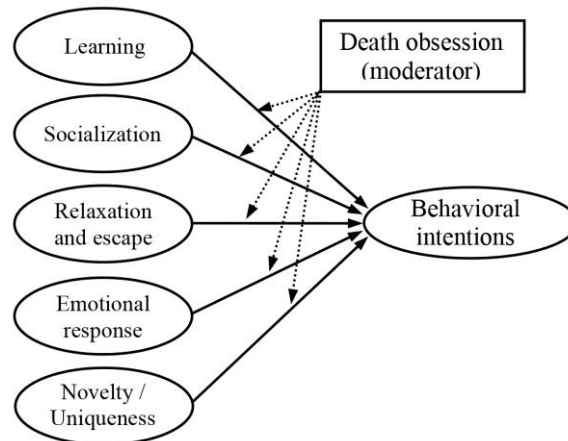 Learning
Death obsession
(moderator)
Socialization
Relaxation
and escape
Behavioral
intentions
Emotional
response
Novelty /
Uniqueness